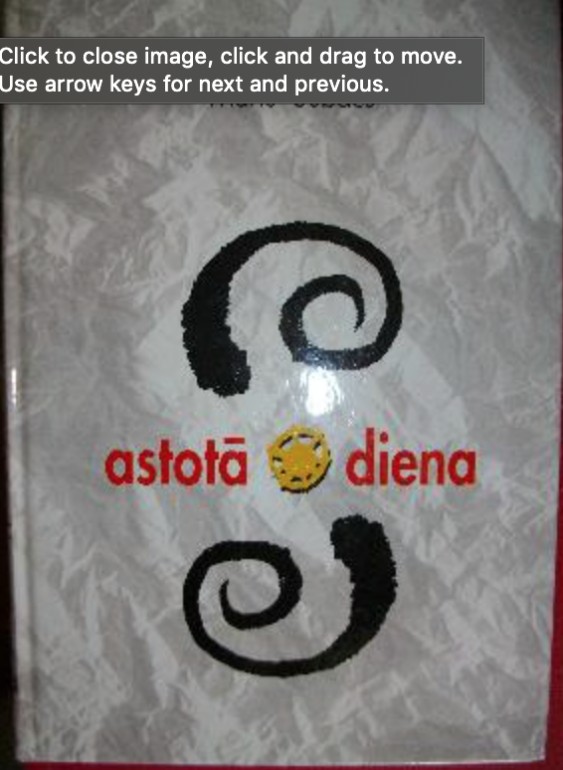 Click to close image, click and drag to move.
Use arrow keys for next and previous.
astotā diena